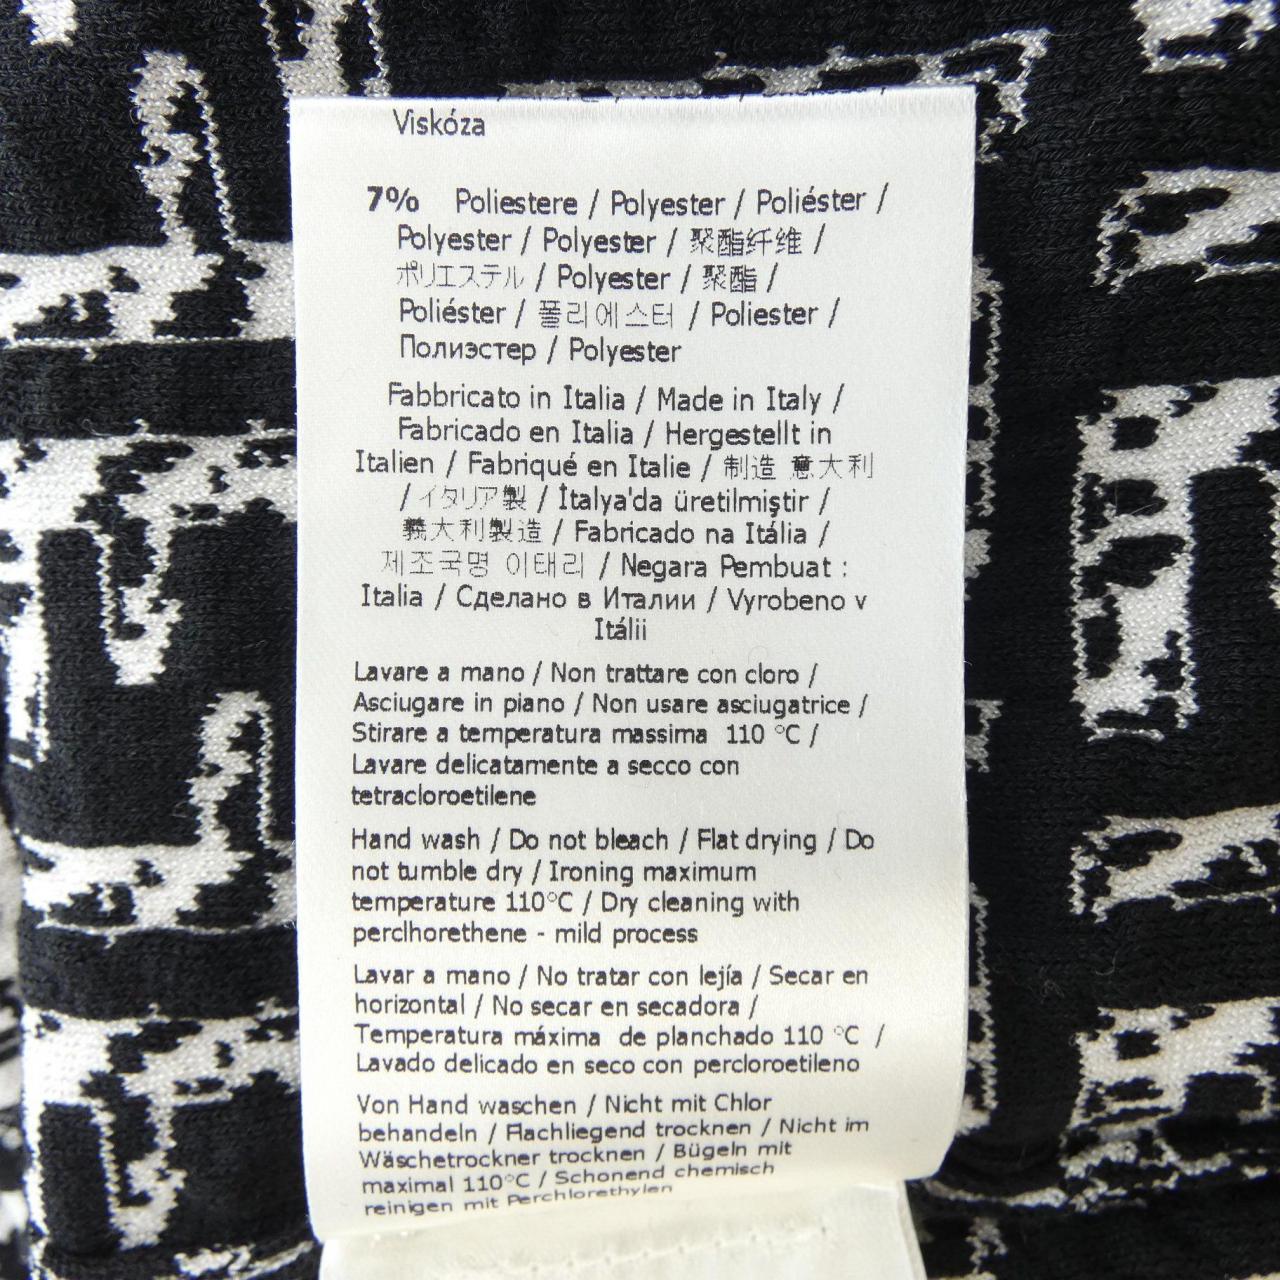 Viskóza
7% Poliestere / Polyester / Poliéster /
Polyester / Polyester / 聚酯纤维 /
ポリエステル / Polyester / 聚酯 /
Poliéster / 폴리에스터 / Poliester /
Полиэстер / Polyester
Fabbricato in Italia / Made in Italy /
Fabricado en Italia / Hergestellt in
Italien / Fabriqué en Italie / 制造 意大利
/ イタリア製 / İtalya'da üretilmiştir /
義大利製造 / Fabricado na Itália /
제조국명 이태리 / Negara Pembuat :
Italia / Сделано в Италии / Vyrobeno v
Itálii
Lavare a mano / Non trattare con cloro /
Asciugare in piano / Non usare asciugatrice /
Stirare a temperatura massima 110 °C /
Lavare delicatamente a secco con
tetracloroetilene
Hand wash / Do not bleach / Flat drying / Do
not tumble dry / Ironing maximum
temperature 110°C / Dry cleaning with
perclhorethene - mild process
Lavar a mano / No tratar con lejía / Secar en
horizontal / No secar en secadora /
Temperatura máxima de planchado 110 °C /
Lavado delicado en seco con percloroetileno
Von Hand waschen / Nicht mit Chlor
behandeln / Flachliegend trocknen / Nicht im
Wäschetrockner trocknen / Bügeln mit
maximal 110°C / Schonend chemisch
reinigen mit Perchlorethylen